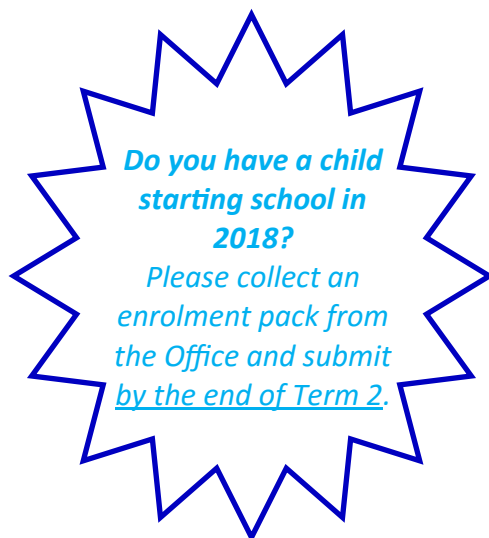 Do you have a child
starting school in
2018?
Please collect an
enrolment pack from
the Office and submit
by the end of Term 2.